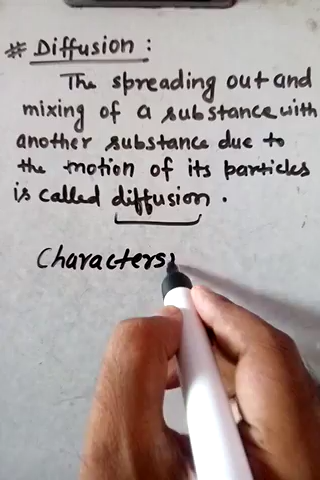 # Diffusion :
The spreading out and
mixing of a substance with
another substance due to
the motion of its particles
is called diffusion .
Characters